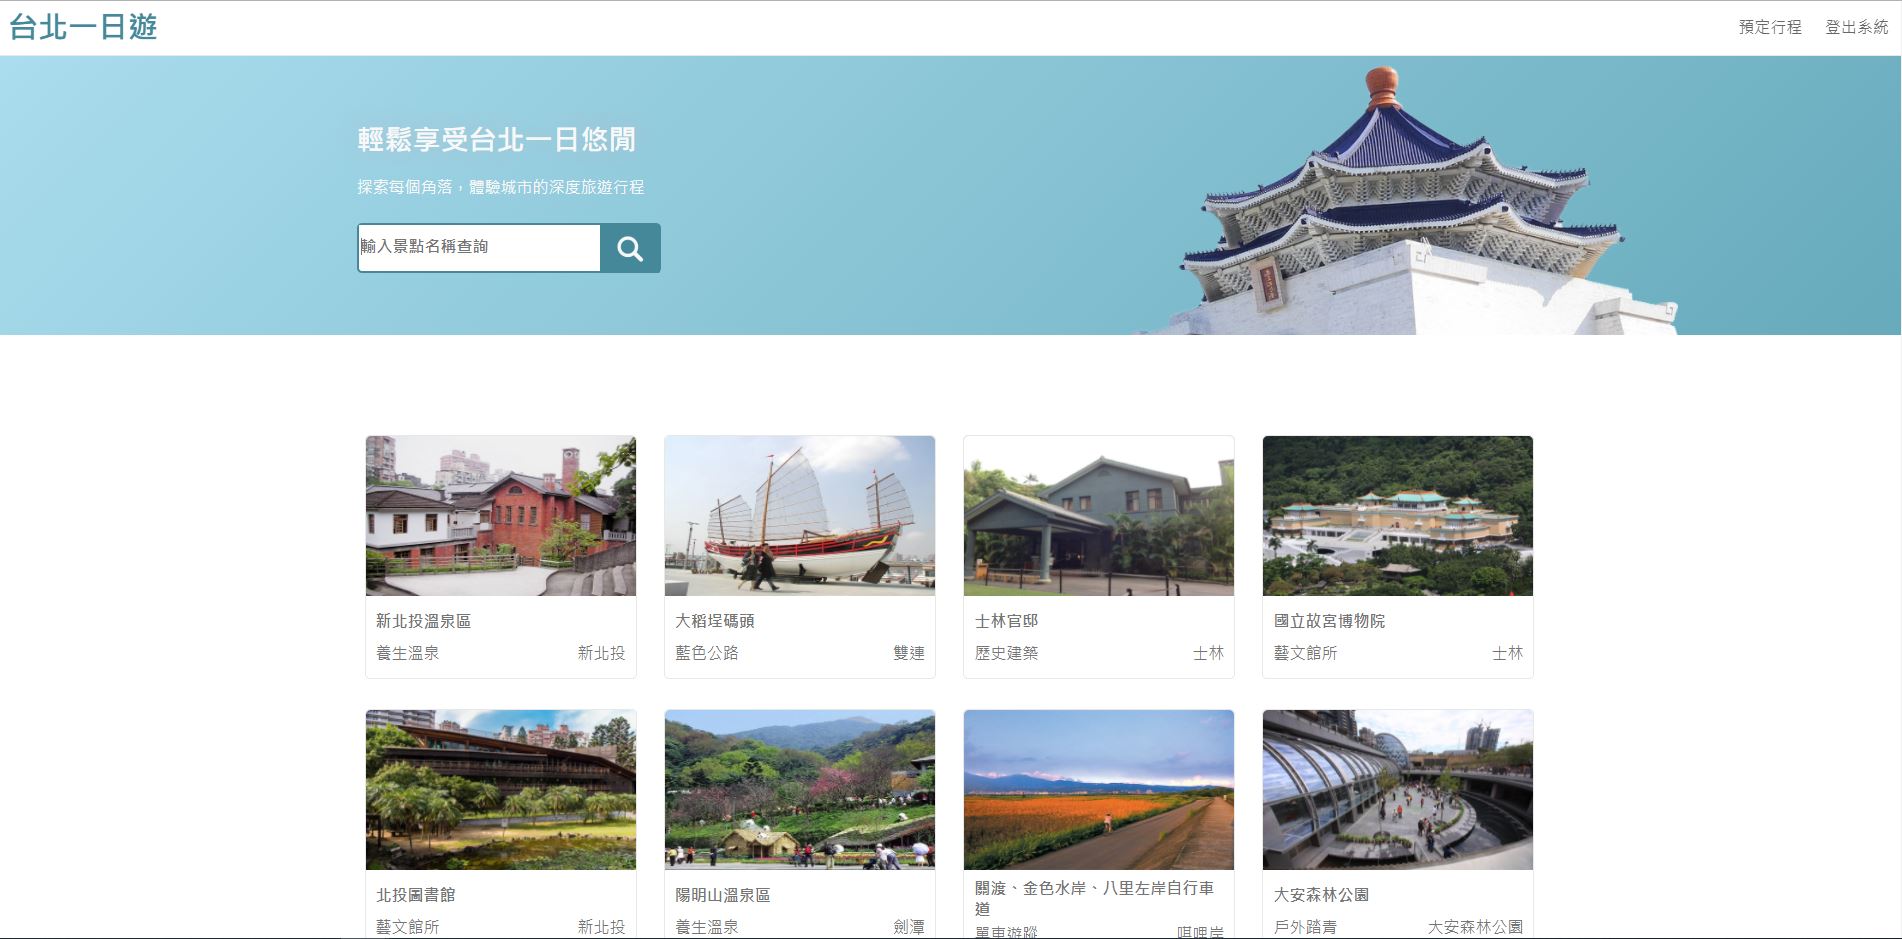 台北一日遊
預定行程 登出系統
輕鬆享受台北一日悠閒
探索每個角落，體驗城市的深度旅遊行程
輸入景點名稱查詢
新北投溫泉區
養生溫泉 新北投
大稻埕碼頭
藍色公路 雙連
士林官邸
歷史建築 士林
國立故宮博物院
藝文館所 士林
北投圖書館
藝文館所 新北投
陽明山溫泉區
養生溫泉 劍潭
關渡、金色水岸、八里左岸自行車
道
單車遊蹤 唭哩岸
大安森林公園
戶外踏青 大安森林公園